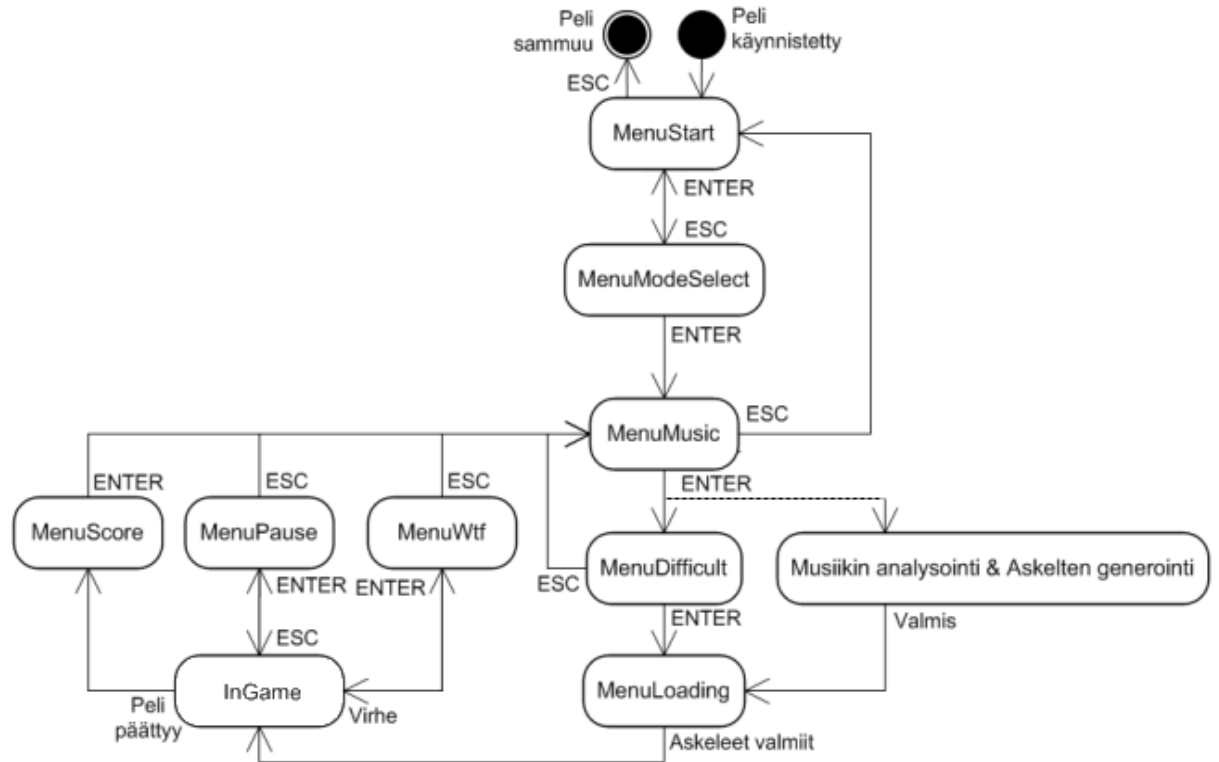 Peli
sammuu
Peli
käynnistetty
ESC
MenuStart
ENTER
ESC
MenuModeSelect
ENTER
MenuMusic
ESC
ENTER
ENTER
ESC
ESC
MenuScore
MenuPause
MenuWtf
MenuDifficult
Musiikin analysointi & Askelten generointi
ESC
ENTER
ENTER
ENTER
Valmis
ESC
InGame
MenuLoading
Peli
päättyy
Virhe
Askeleet valmiit